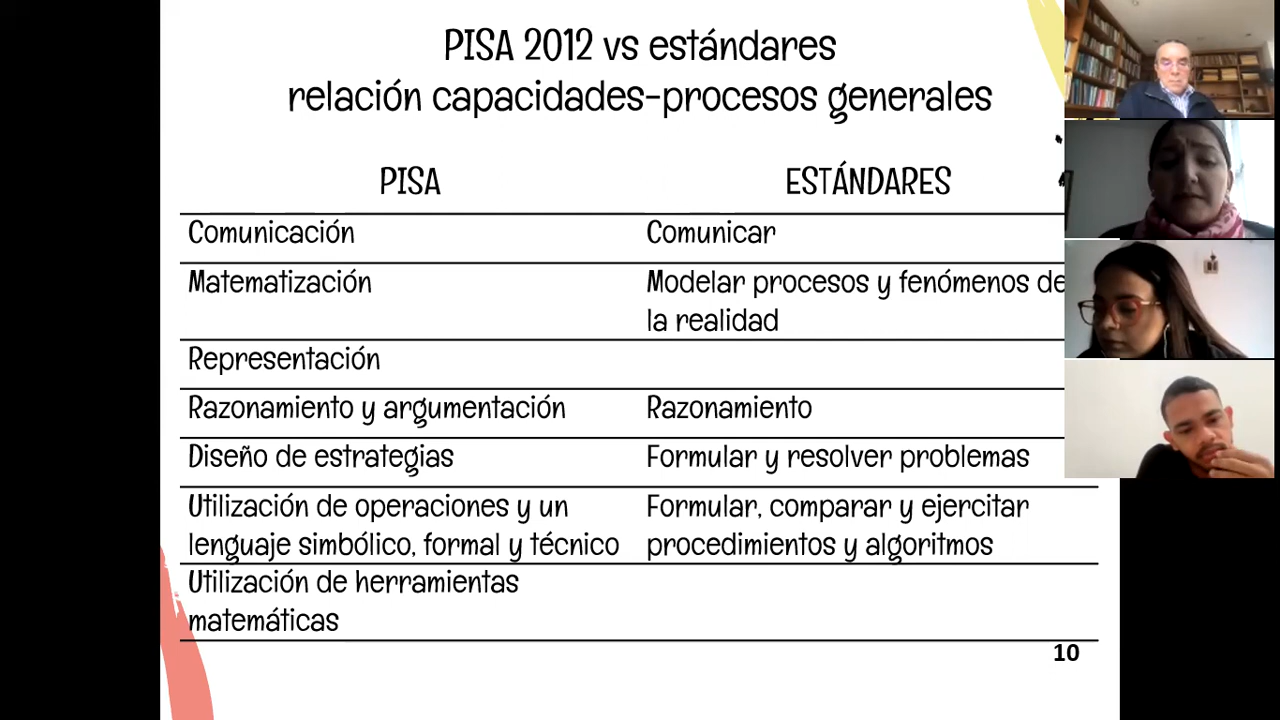 PISA 2012 vs estándares
relación capacidades-procesos generales
PISA
ESTÁNDARES
Comunicación
Comunicar
Matematización
Modelar procesos y fenómenos de
la realidad
Representación
Razonamiento y argumentación
Razonamiento
Diseño de estrategias
Formular y resolver problemas
Utilización de operaciones y un
lenguaje simbólico, formal y técnico
Formular, comparar y ejercitar
procedimientos y algoritmos
Utilización de herramientas
matemáticas
10